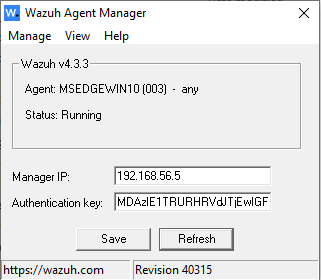 W. Wazuh Agent Manager
Manage View Help
Wazuh v4.3.3
Agent: MSEDGEWIN10 (003) - any
Status: Running
Manager IP: 192.168.56.5
Authentication key:
Save Refresh
https://wazuh.com Revision 40315